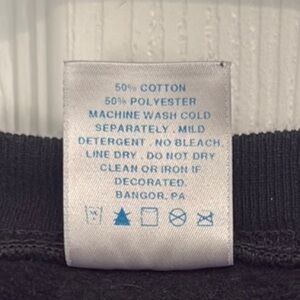 50% COTTON
50% POLYESTER
MACHINE WASH COLD
SEPARATELY . MILD
DETERGENT . NO BLEACH.
LINE DRY . DO NOT DRY
CLEAN OR IRON IF
DECORATED.
BANGOR, PA